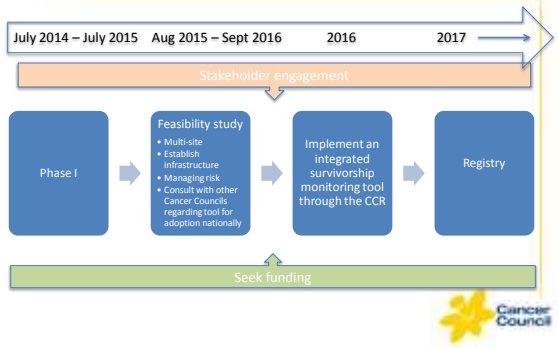 July 2014 – July 2015 Aug 2015 – Sept 2016 2016 2017
Stakeholder engagement
Phase I
Feasibility study
• Multi-site
• Establish
infrastructure
• Managing risk
• Consult with other
Cancer Councils
regarding tool for
adoption nationally
Implement an
integrated
survivorship
monitoring tool
through the CCR
Registry
Seek funding
Cancer
Council